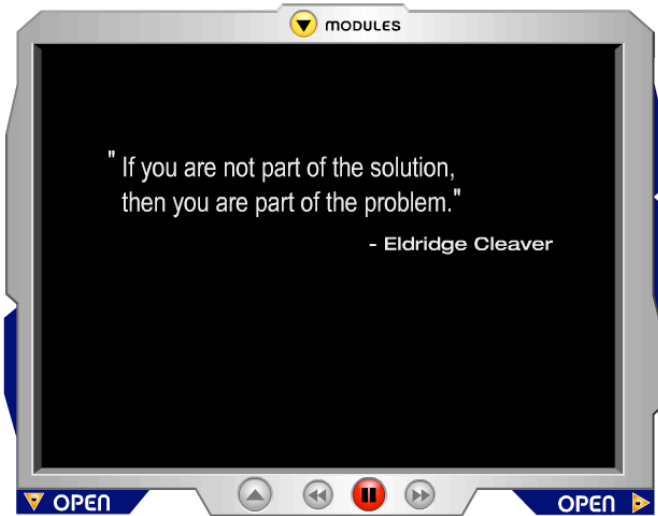 MODULES
" If you are not part of the solution,
then you are part of the problem."
- Eldridge Cleaver
OPEN
OPEN